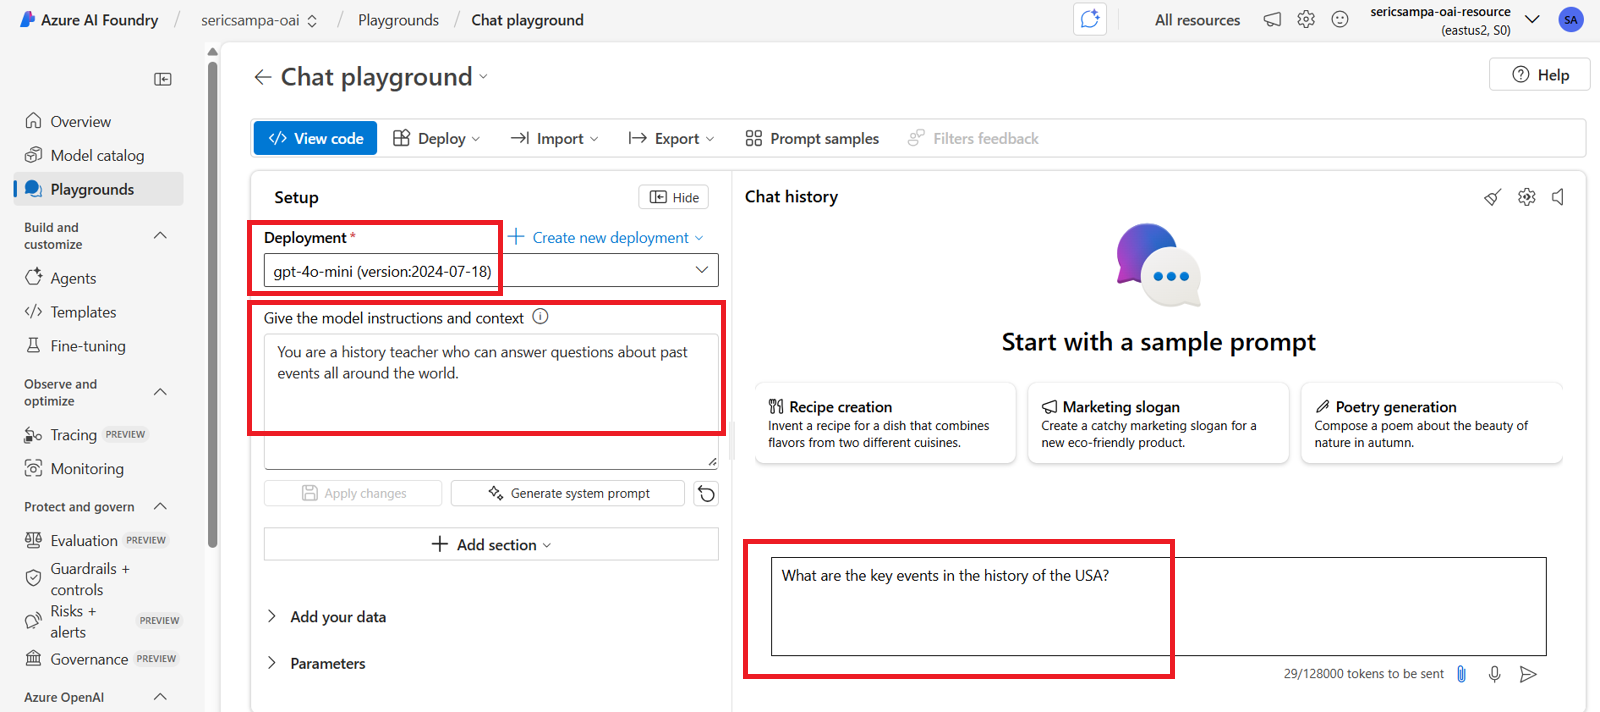 Azure AI Foundry / sericsampa-oai / Playgrounds / Chat playground
All resources
sericsampa-oai-resource
(eastus2, S0)
SA
Overview
Model catalog
Playgrounds
Build and
customize
Agents
Templates
Fine-tuning
Observe and
optimize
Tracing PREVIEW
Monitoring
Protect and govern
Evaluation PREVIEW
Guardrails +
controls
Risks +
alerts PREVIEW
Governance PREVIEW
Azure OpenAI
Chat playground
Help
View code
Deploy
Import
Export
Prompt samples
Filters feedback
Setup
Hide
Deployment *
Create new deployment
gpt-4o-mini (version:2024-07-18)
Give the model instructions and context
You are a history teacher who can answer questions about past
events all around the world.
Apply changes
Generate system prompt
Add section
Add your data
Parameters
Chat history
Start with a sample prompt
Recipe creation
Invent a recipe for a dish that combines
flavors from two different cuisines.
Marketing slogan
Create a catchy marketing slogan for a
new eco-friendly product.
Poetry generation
Compose a poem about the beauty of
nature in autumn.
What are the key events in the history of the USA?
29/128000 tokens to be sent